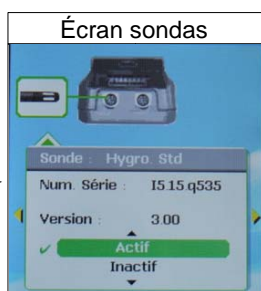 Écran sondas
Sonde : Hygro. Std
Num. Série : I5.15.q535
Version : 3.00
Actif
Inactif